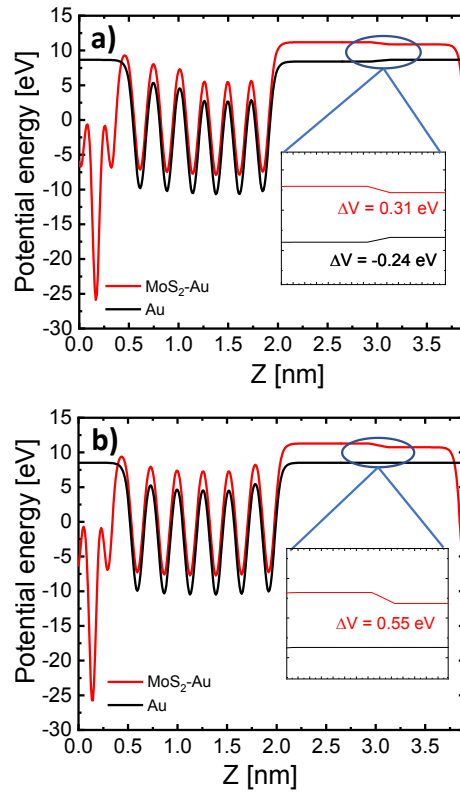 a)
Potential energy [eV]
15
10
5
0
-5
-10
-15
-20
-25
-30
ΔV = 0.31 eV
ΔV = -0.24 eV
MoS₂-Au
Au
0.0 0.5 1.0 1.5 2.0 2.5 3.0 3.5
Z [nm]
b)
Potential energy [eV]
15
10
5
0
-5
-10
-15
-20
-25
-30
ΔV = 0.55 eV
MoS₂-Au
Au
0.0 0.5 1.0 1.5 2.0 2.5 3.0 3.5
Z [nm]